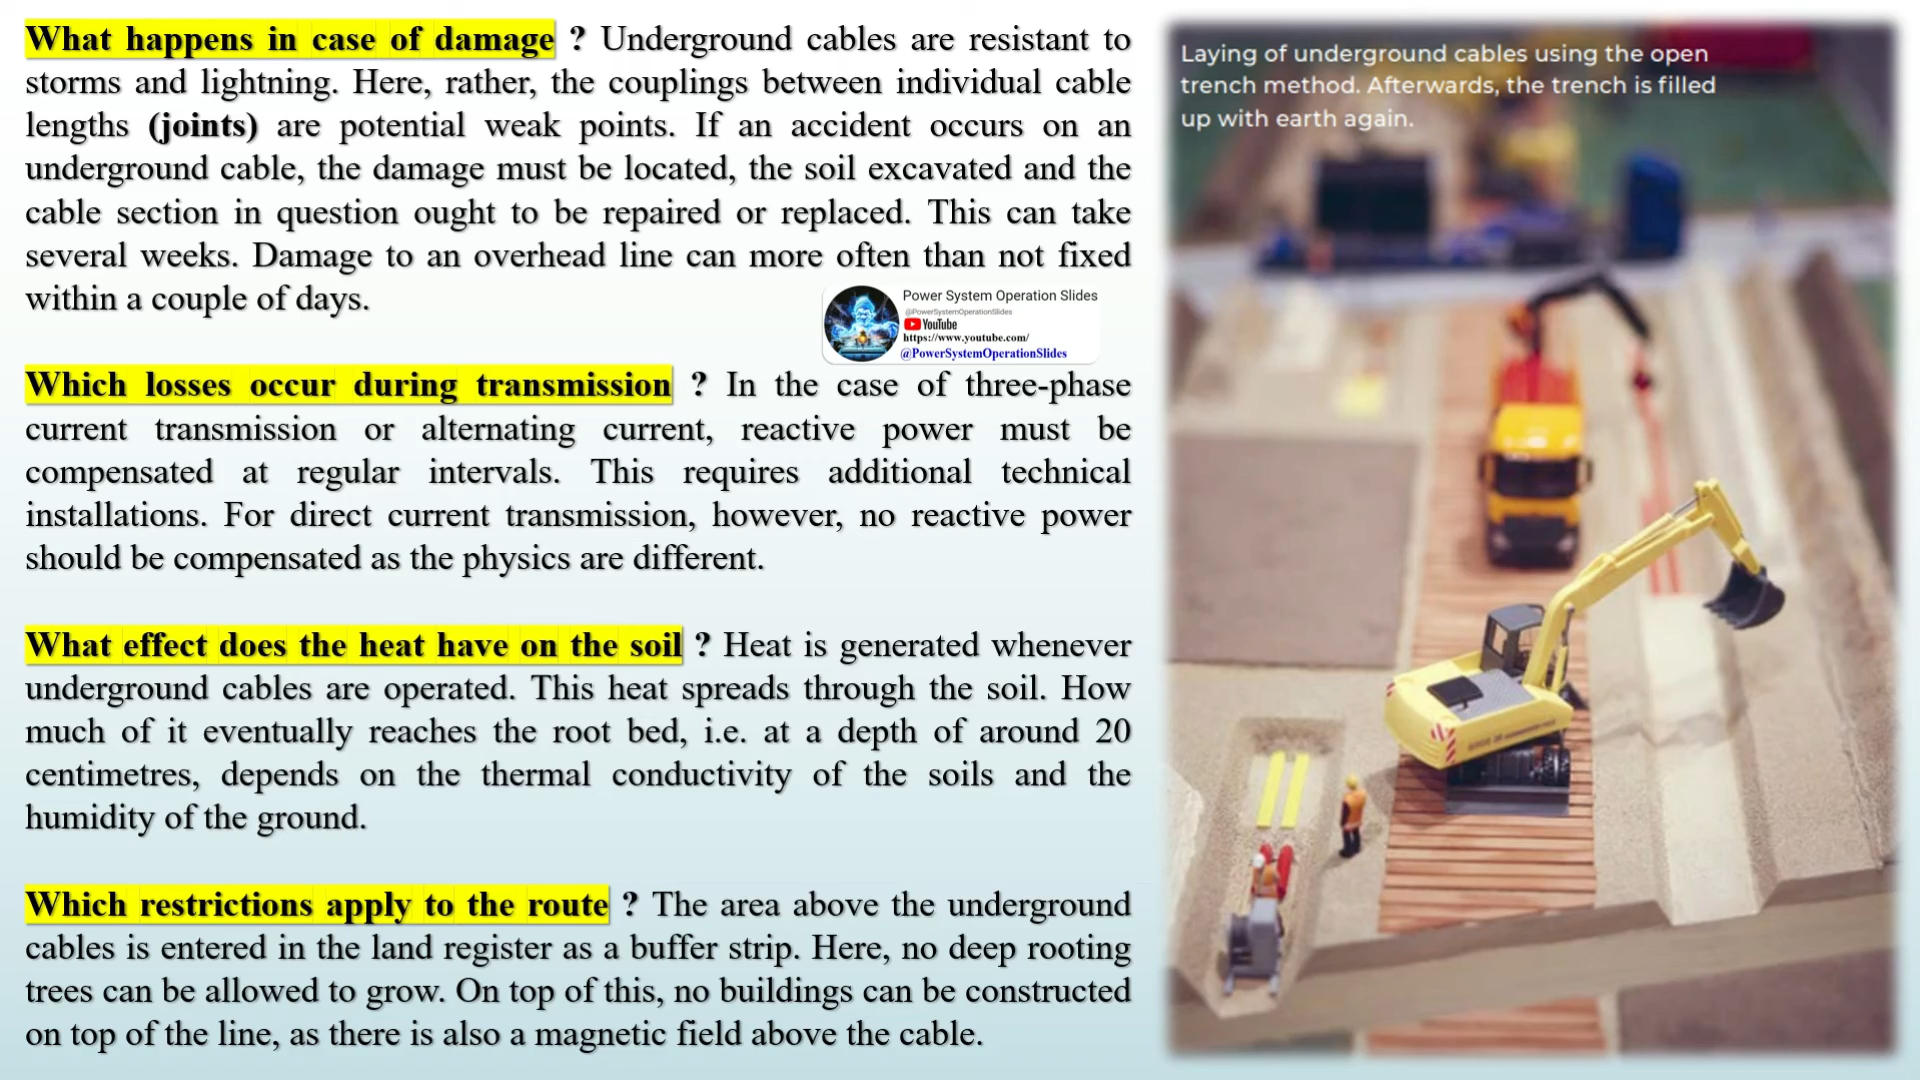 What happens in case of damage ? Underground cables are resistant to
storms and lightning. Here, rather, the couplings between individual cable
lengths (joints) are potential weak points. If an accident occurs on an
underground cable, the damage must be located, the soil excavated and the
cable section in question ought to be repaired or replaced. This can take
several weeks. Damage to an overhead line can more often than not fixed
within a couple of days.
Power System Operation Slides
@PowerSystemOperationSlides
YouTube
https://www.youtube.com/
@PowerSystemOperationSlides
Which losses occur during transmission ? In the case of three-phase
current transmission or alternating current, reactive power must be
compensated at regular intervals. This requires additional technical
installations. For direct current transmission, however, no reactive power
should be compensated as the physics are different.
What effect does the heat have on the soil ? Heat is generated whenever
underground cables are operated. This heat spreads through the soil. How
much of it eventually reaches the root bed, i.e. at a depth of around 20
centimetres, depends on the thermal conductivity of the soils and the
humidity of the ground.
Which restrictions apply to the route ? The area above the underground
cables is entered in the land register as a buffer strip. Here, no deep rooting
trees can be allowed to grow. On top of this, no buildings can be constructed
on top of the line, as there is also a magnetic field above the cable.
Laying of underground cables using the open
trench method. Afterwards, the trench is filled
up with earth again.